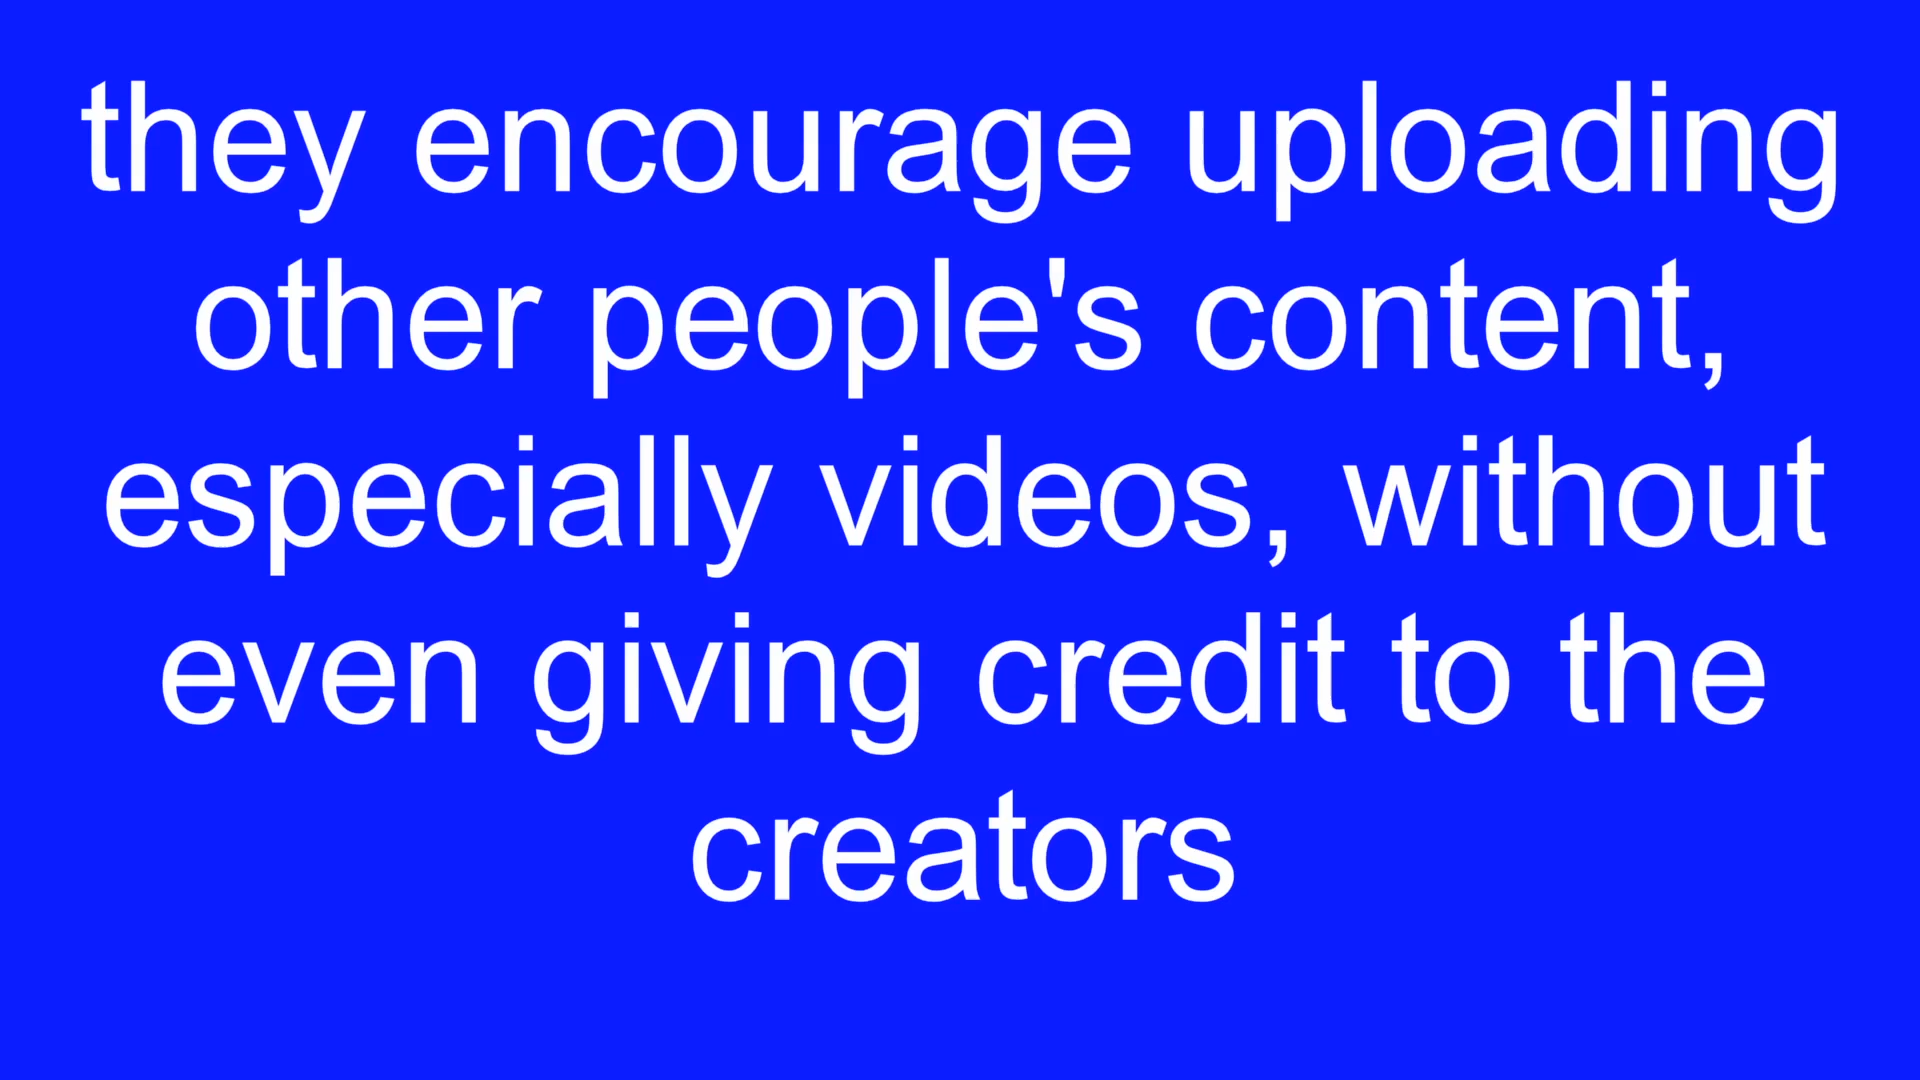 they encourage uploading
other people's content,
especially videos, without
even giving credit to the
creators